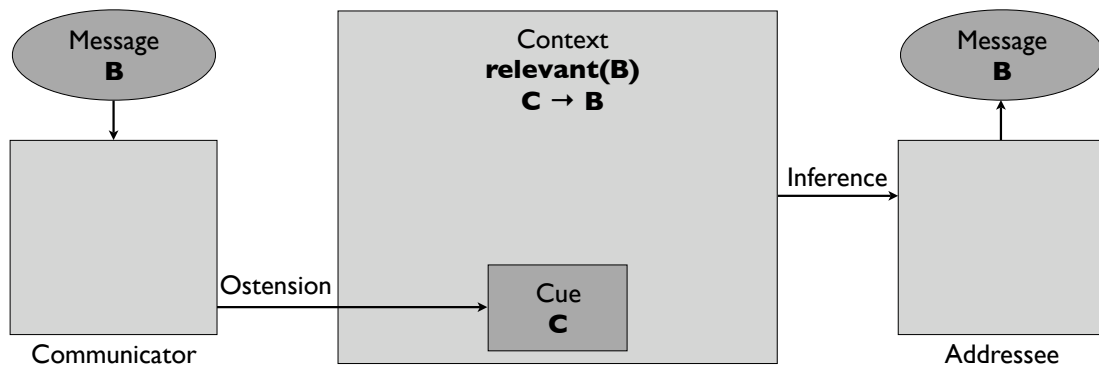 Message
B
Context
relevant(B)
C → B
Message
B
Inference
Ostension
Cue
C
Communicator
Addressee